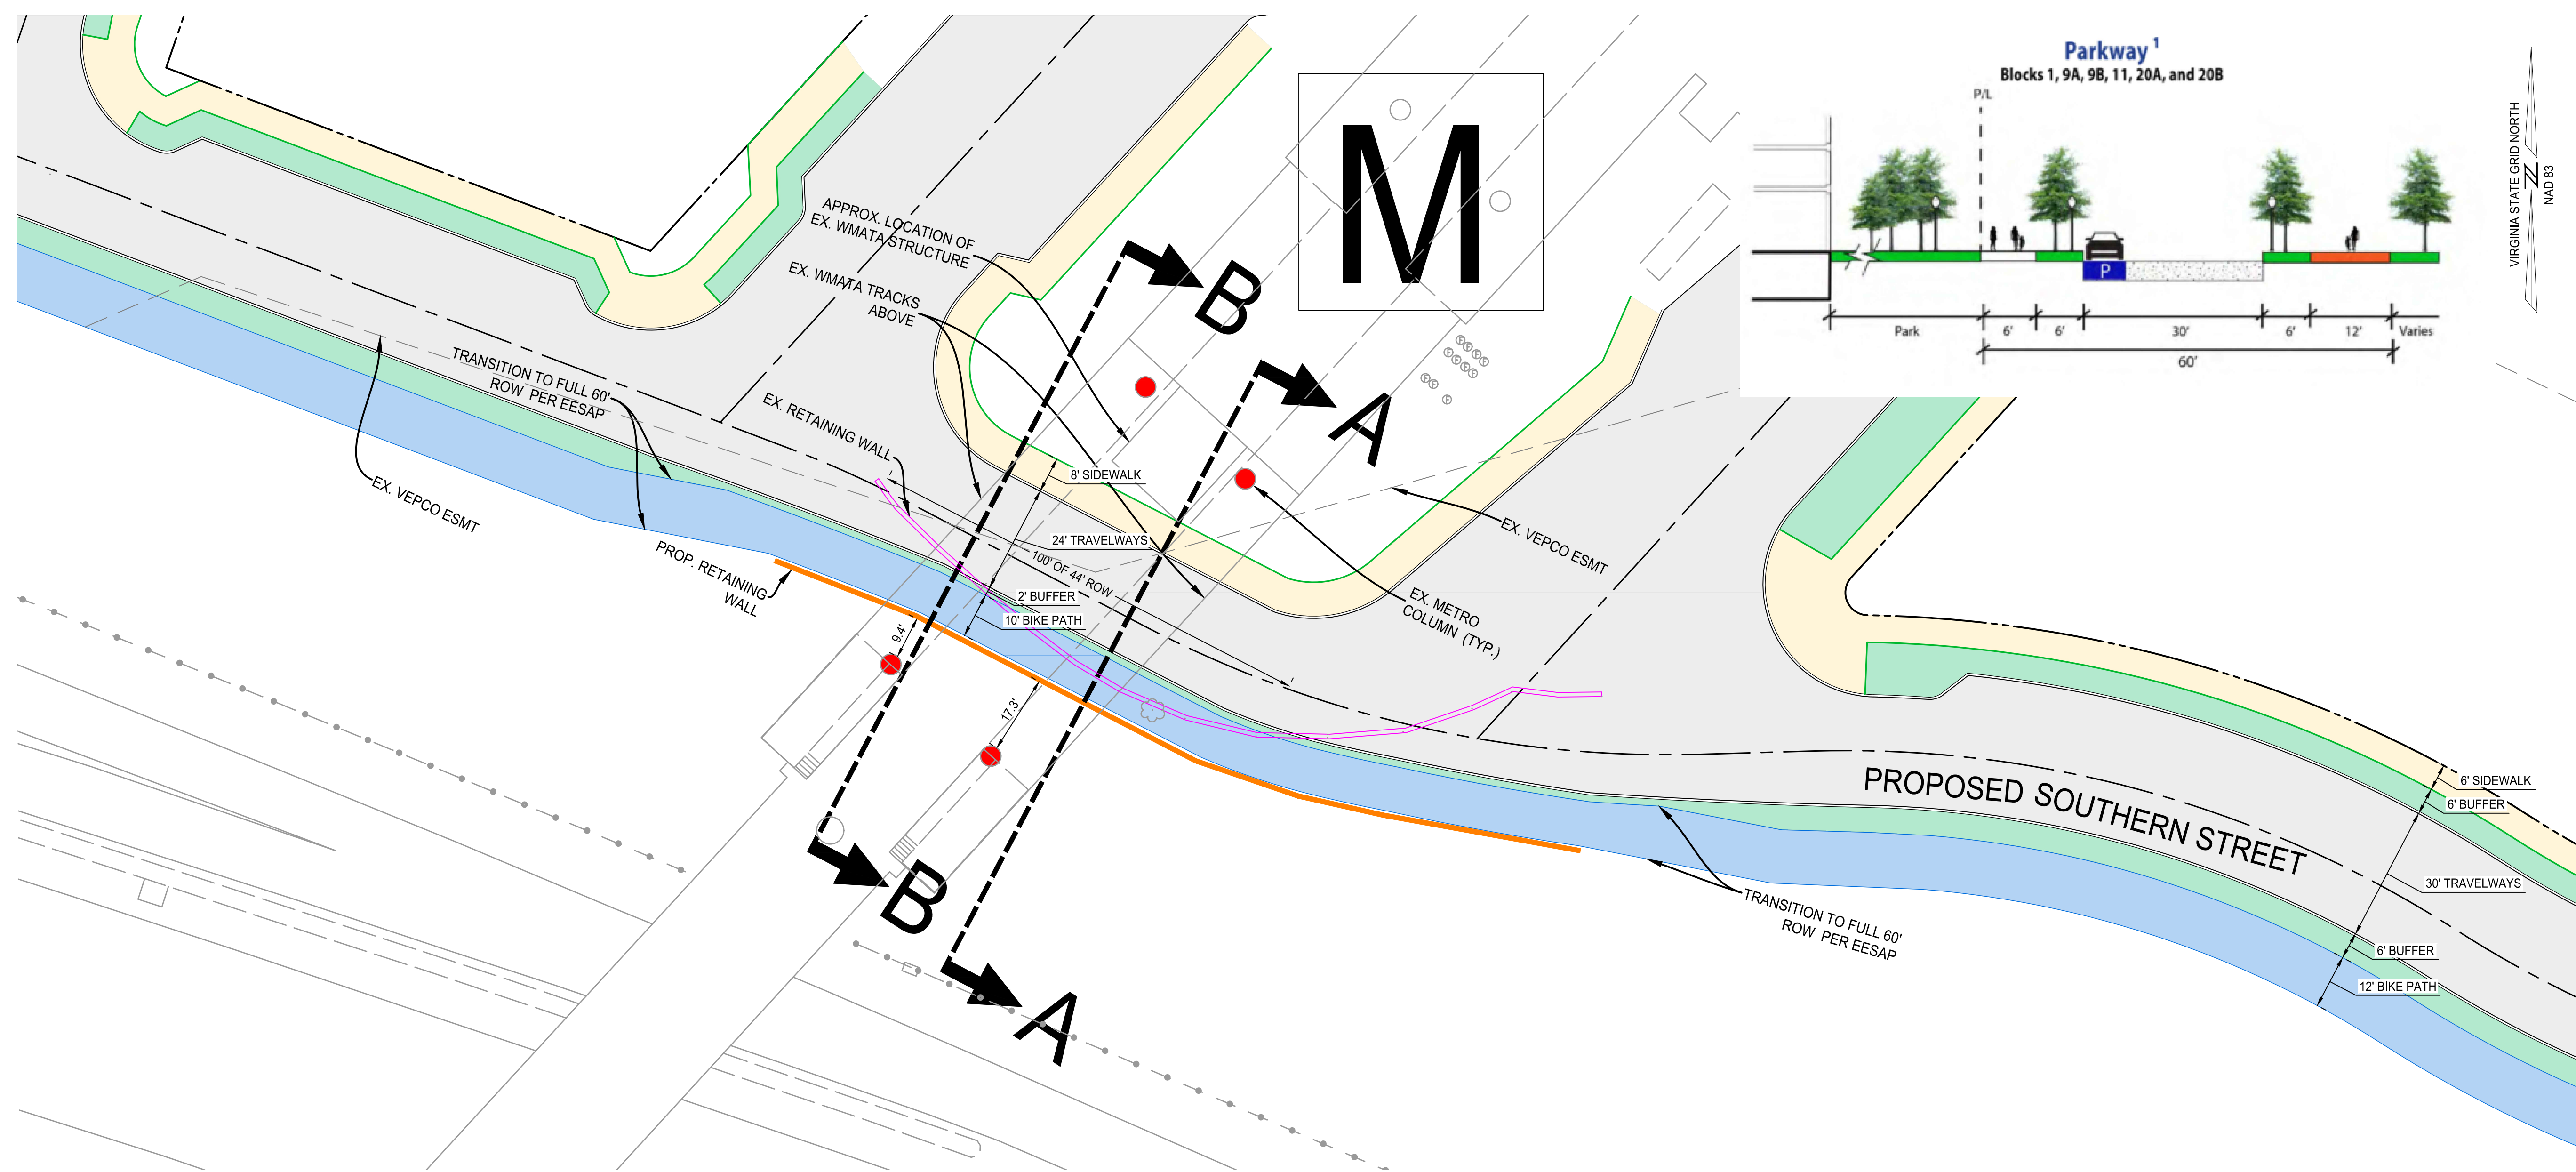 Parkway 1
Blocks 1, 9A, 9B, 11, 20A, and 20B
P/L
P
Park
6'
6'
30'
6'
12'
Varies
60'
VIRGINIA STATE GRID NORTH
N
NAD 83
M
APPROX. LOCATION OF
EX. WMATA STRUCTURE
EX. WMATA TRACKS
ABOVE
B
A
TRANSITION TO FULL 60'
ROW PER EESAP
EX. RETAINING WALL
EX. VEPCO ESMT
8' SIDEWALK
24' TRAVELWAYS
100' OF 44' ROW
2' BUFFER
10' BIKE PATH
EX. VEPCO ESMT
EX. METRO
COLUMN (TYP.)
PROP. RETAINING
WALL
9.4'
17.3'
B
A
PROPOSED SOUTHERN STREET
TRANSITION TO FULL 60'
ROW PER EESAP
6' SIDEWALK
6' BUFFER
30' TRAVELWAYS
6' BUFFER
12' BIKE PATH